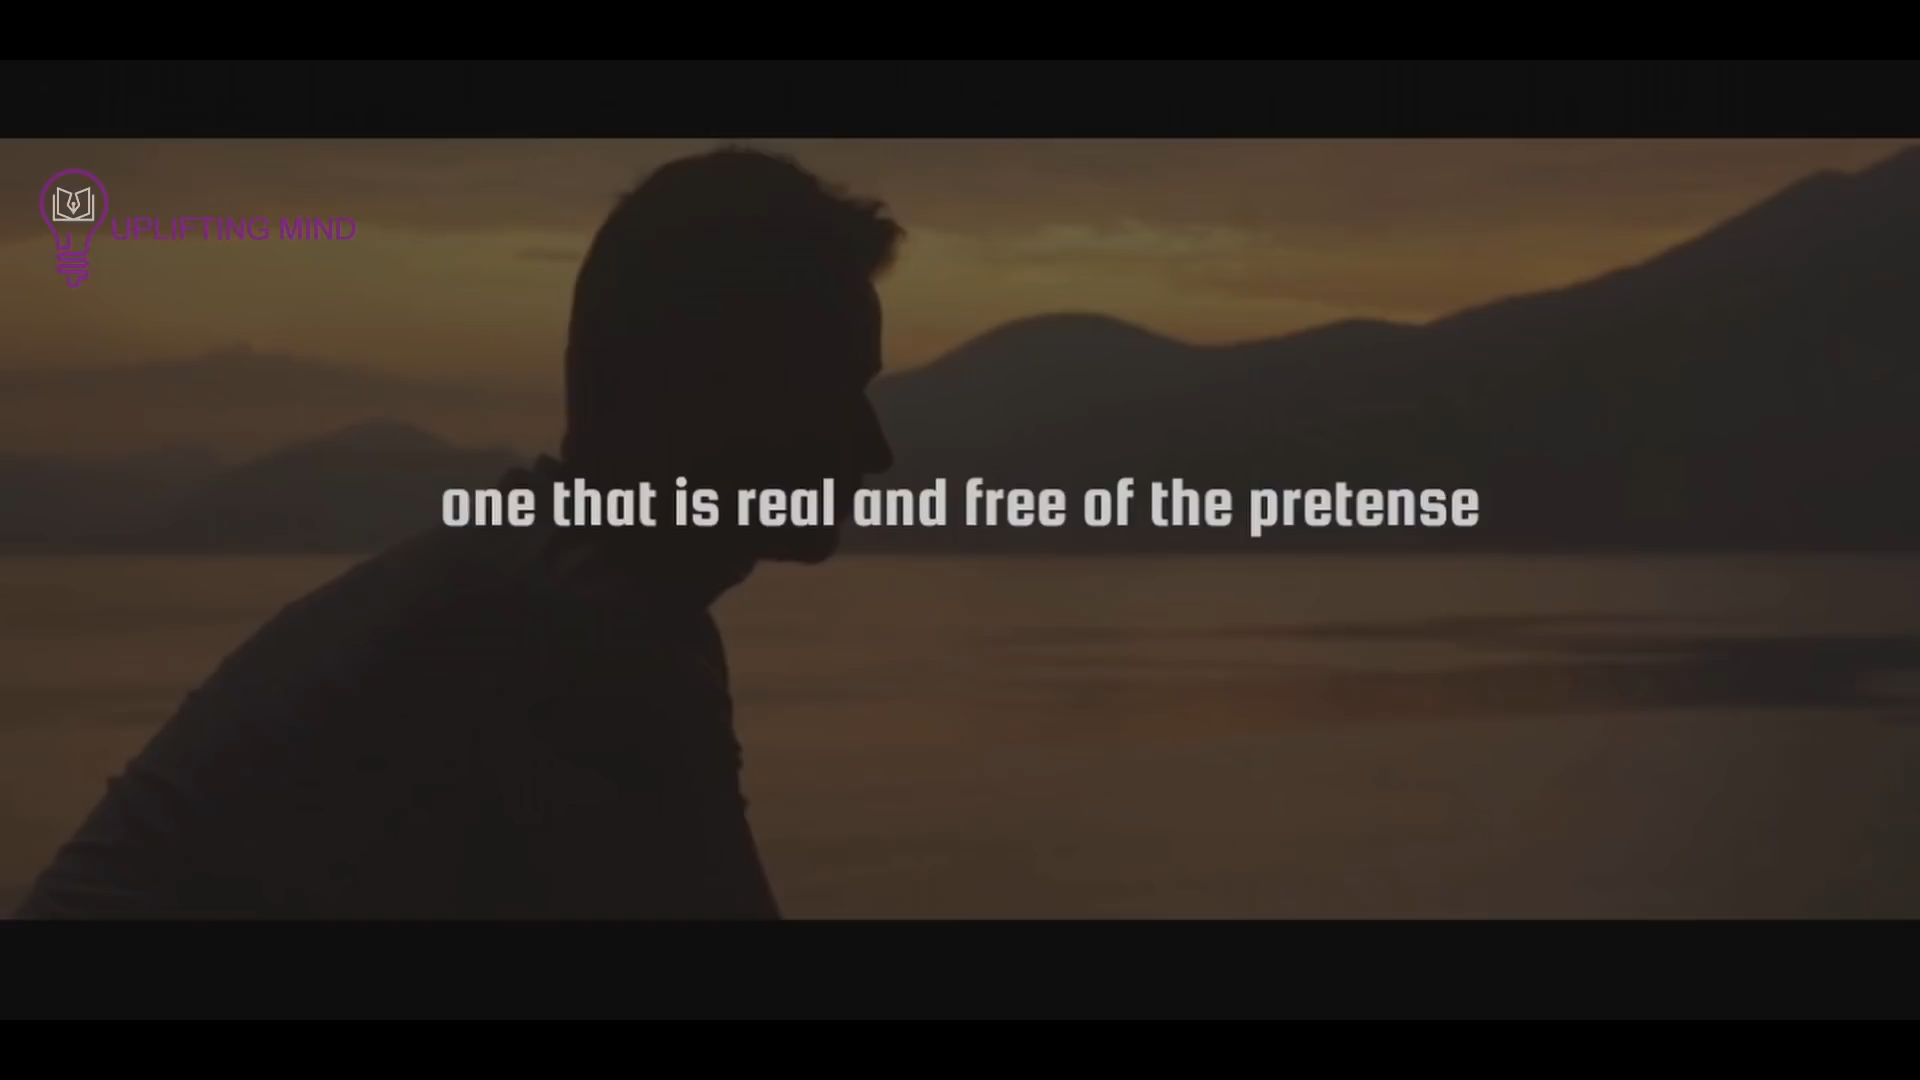 UPLIFTING MIND
one that is real and free of the pretense